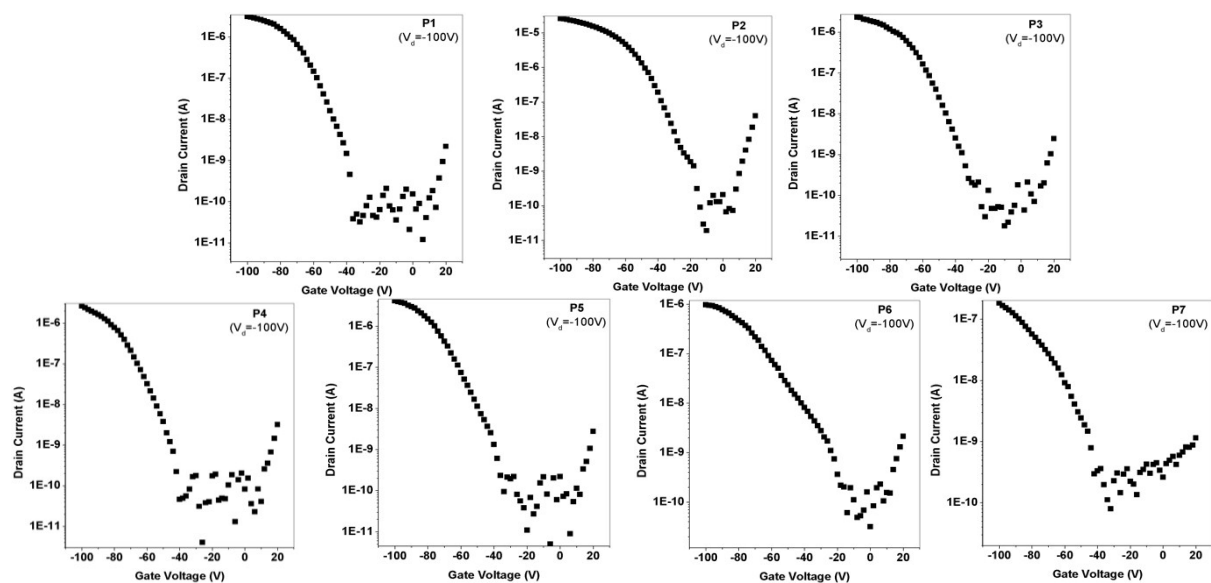 P1
(Vd=-100V)
1E-6
1E-7
1E-8
1E-9
1E-10
1E-11
Drain Current (A)
-100 -80 -60 -40 -20 0 20
Gate Voltage (V)
P2
(Vd=-100V)
1E-5
1E-6
1E-7
1E-8
1E-9
1E-10
1E-11
Drain Current (A)
-100 -80 -60 -40 -20 0 20
Gate Voltage (V)
P3
(Vd=-100V)
1E-6
1E-7
1E-8
1E-9
1E-10
1E-11
Drain Current (A)
-100 -80 -60 -40 -20 0 20
Gate Voltage (V)
P4
(Vd=-100V)
1E-6
1E-7
1E-8
1E-9
1E-10
1E-11
Drain Current (A)
-100 -80 -60 -40 -20 0 20
Gate Voltage (V)
P5
(Vd=-100V)
1E-6
1E-7
1E-8
1E-9
1E-10
1E-11
Drain Current (A)
-100 -80 -60 -40 -20 0 20
Gate Voltage (V)
P6
(Vd=-100V)
1E-6
1E-7
1E-8
1E-9
1E-10
Drain Current (A)
-100 -80 -60 -40 -20 0 20
Gate Voltage (V)
P7
(Vd=-100V)
1E-7
1E-8
1E-9
1E-10
Drain Current (A)
-100 -80 -60 -40 -20 0 20
Gate Voltage (V)